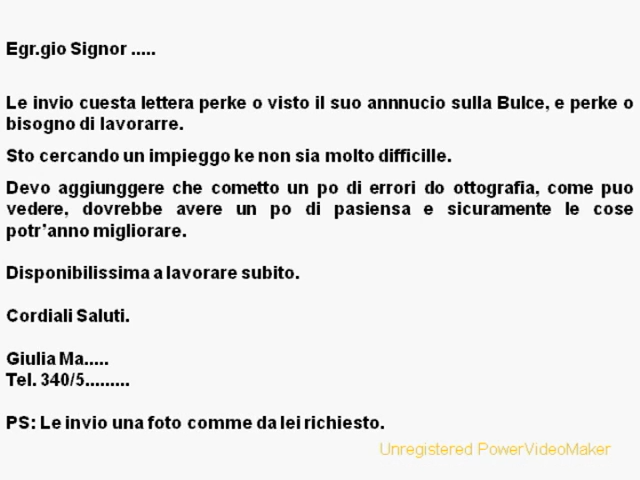 Egr.gio Signor .....
Le invio cuesta lettera perke o visto il suo annnucio sulla Bulce, e perke o
bisogno di lavorarre.
Sto cercando un impieggo ke non sia molto difficille.
Devo aggiunggere che cometto un po di errori do ottografia, come puo
vedere, dovrebbe avere un po di pasiensa e sicuramente le cose
potr'anno migliorare.
Disponibilissima a lavorare subito.
Cordiali Saluti.
Giulia Ma.....
Tel. 340/5.........
PS: Le invio una foto comme da lei richiesto.
Unregistered PowerVideoMaker